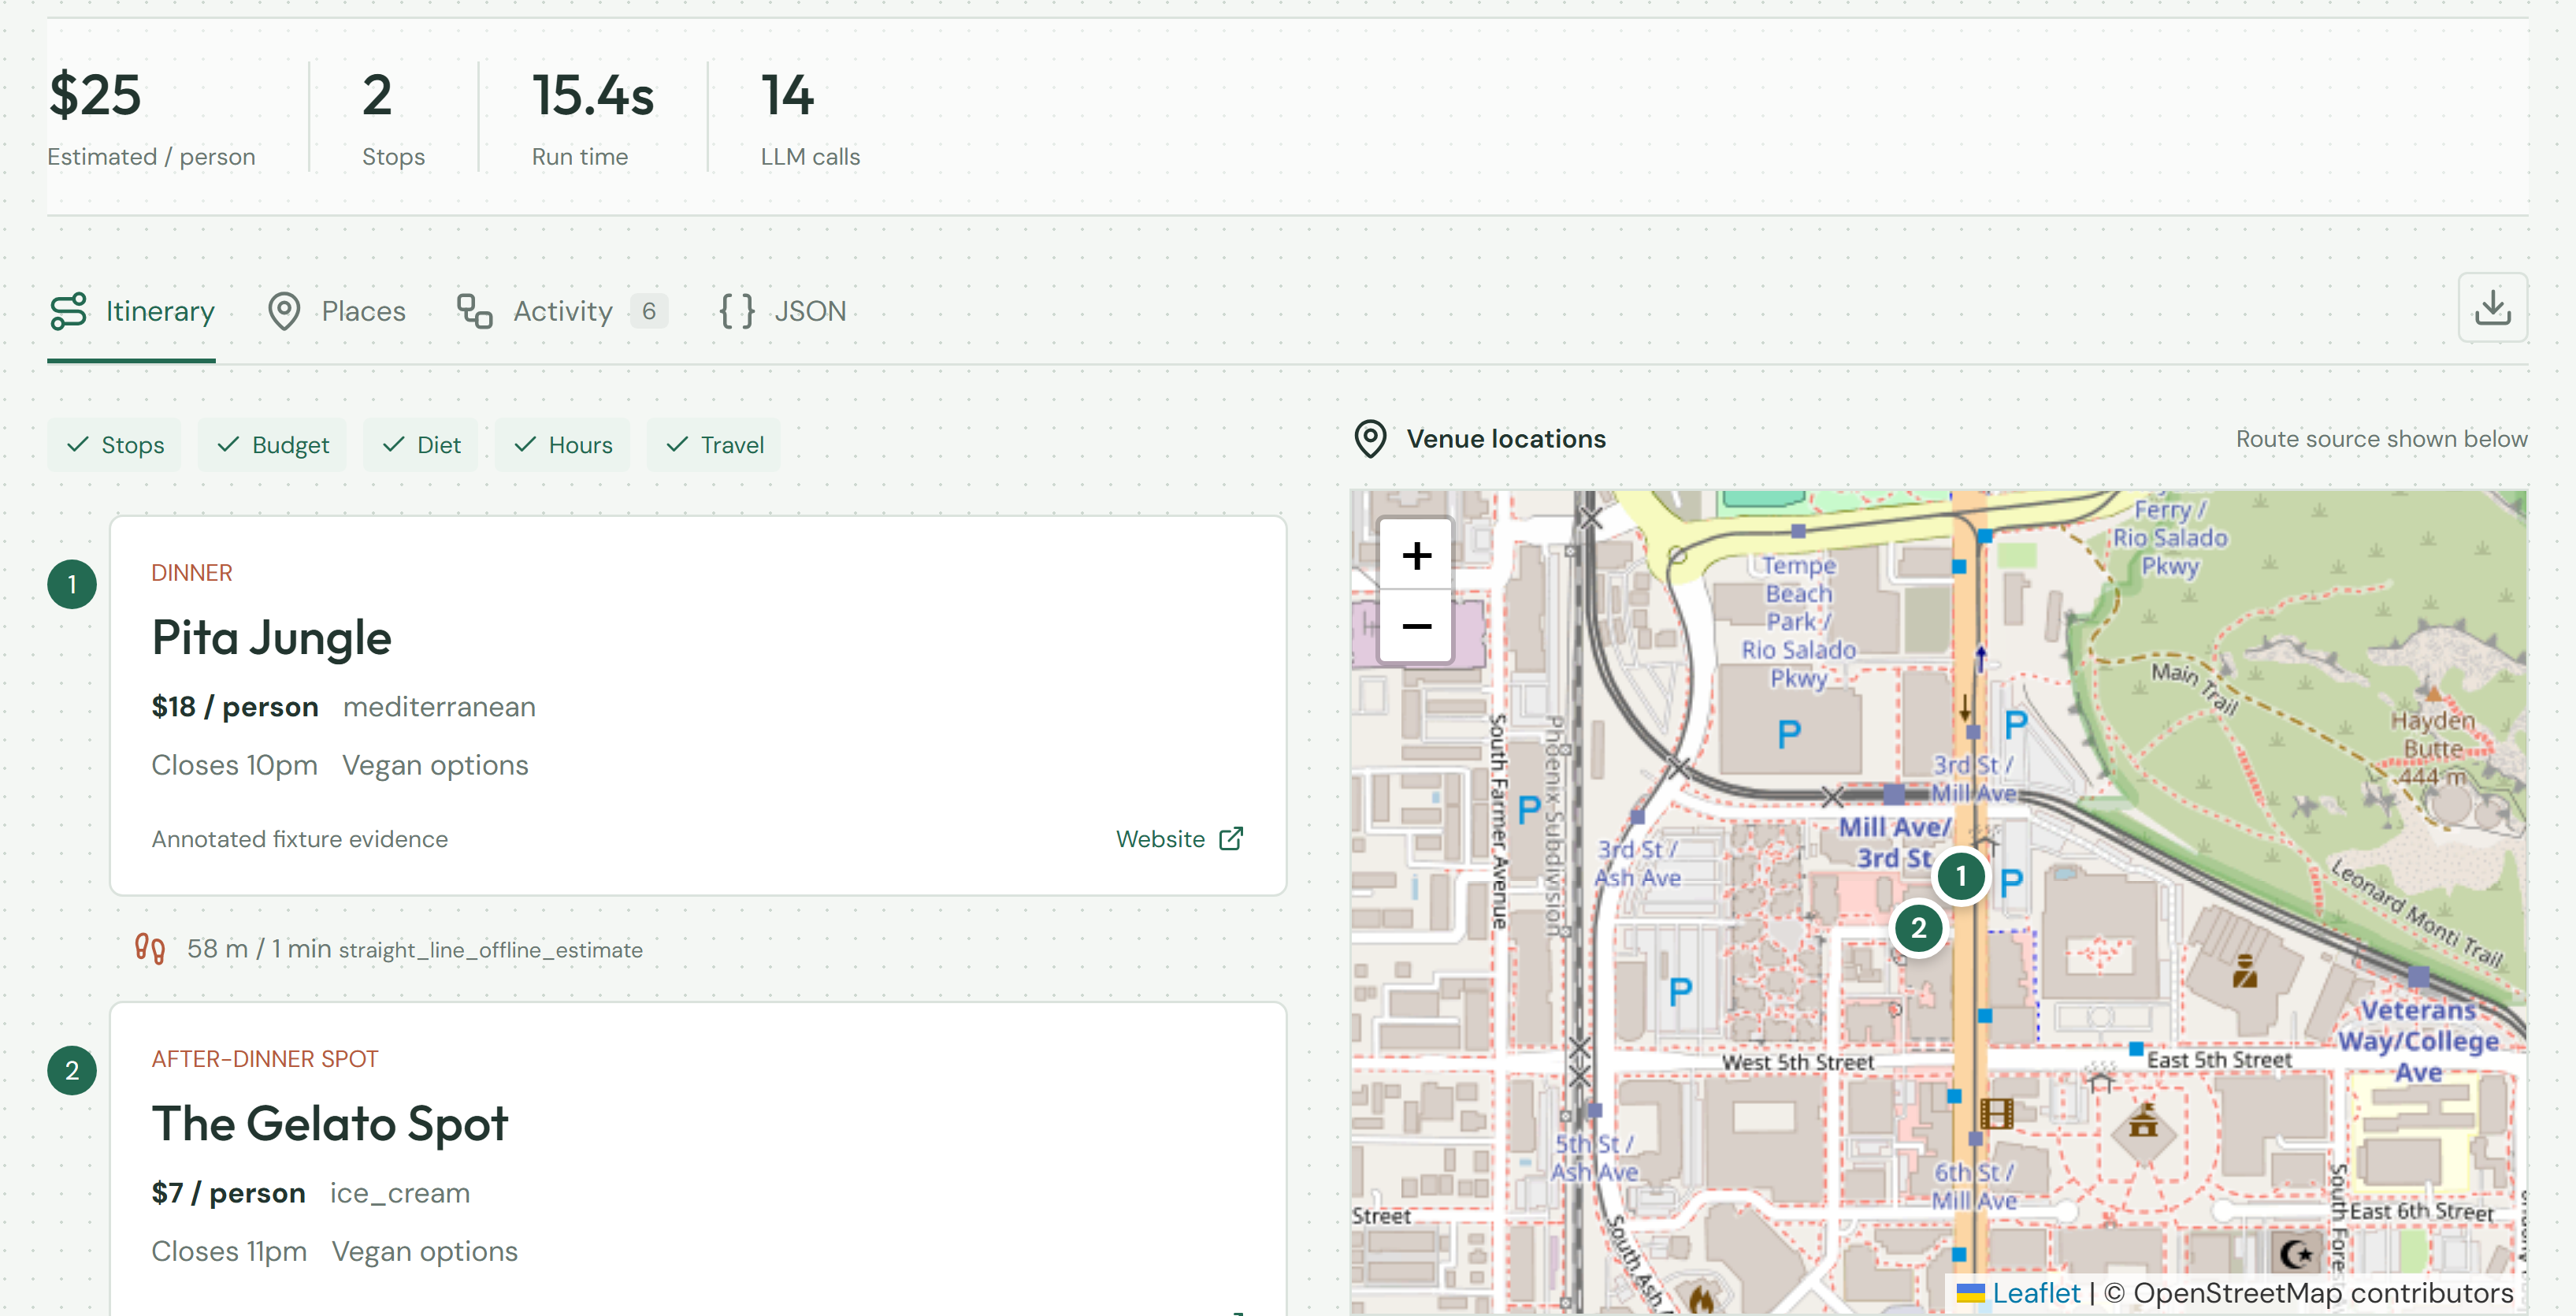 $25
Estimated / person
2
Stops
15.4s
Run time
14
LLM calls
Itinerary
Places
Activity 6
{ } JSON
Stops
Budget
Diet
Hours
Travel
1
DINNER
Pita Jungle
$18 / person mediterranean
Closes 10pm Vegan options
Annotated fixture evidence
Website
58 m / 1 min straight_line_offline_estimate
2
AFTER-DINNER SPOT
The Gelato Spot
$7 / person ice_cream
Closes 11pm Vegan options
Venue locations
Route source shown below
+
−
Ferry /
Rio Salado
Pkwy
Tempe
Beach
Park /
Rio Salado
Pkwy
Main Trail
Hayden
Butte
444 m
P
P
P
South Farmer Avenue
Phoenix Subdivision
3rd St /
Mill Ave
Mill Ave/
3rd St
1
P
2
3rd St /
Ash Ave
Leonard Monti Trail
P
Veterans
Way/College
Ave
West 5th Street
East 5th Street
5th St /
Ash Ave
6th St /
Mill Ave
Street
East 6th Street
South Ash
South Fores
Leaflet | © OpenStreetMap contributors